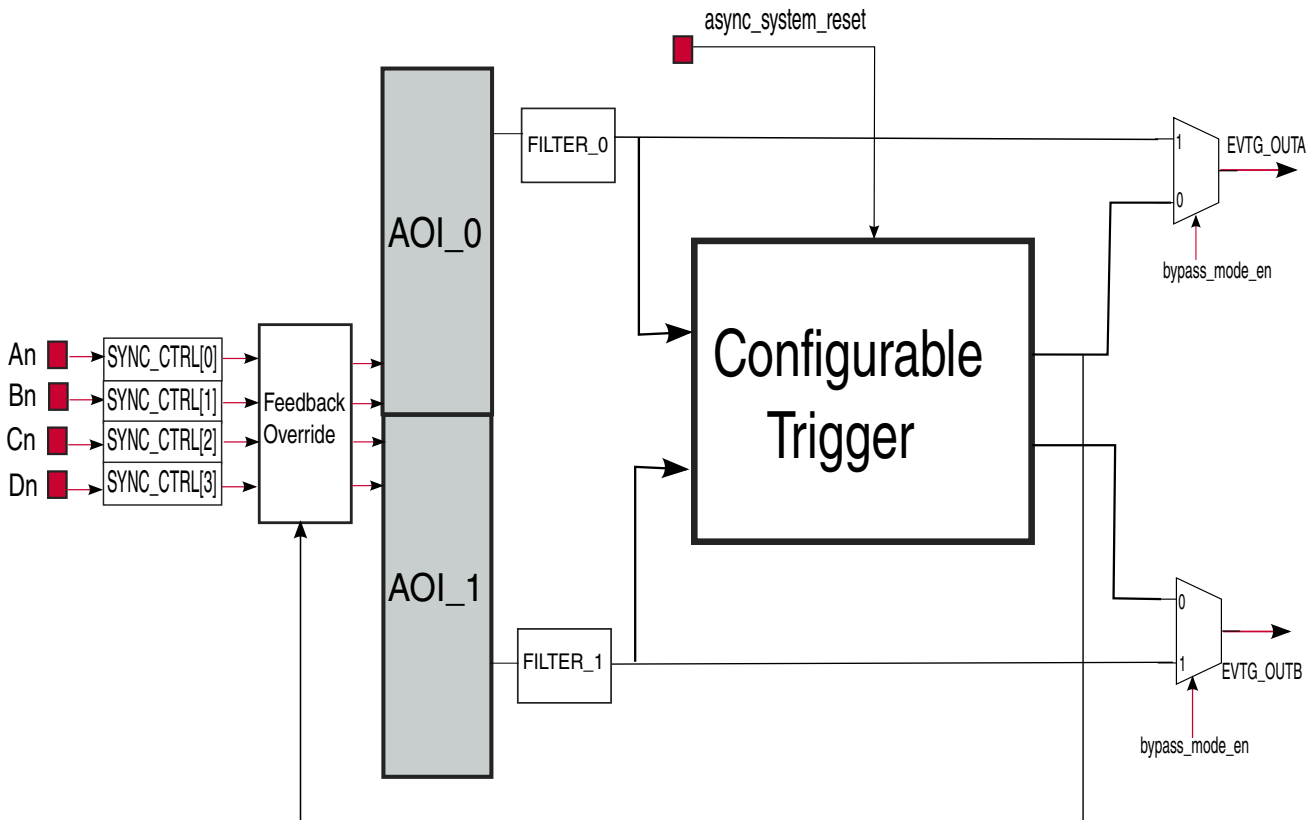 async_system_reset
FILTER_0
1
EVTG_OUTA
0
bypass_mode_en
AOI_0
Configurable
Trigger
An
SYNC_CTRL[0]
Bn
SYNC_CTRL[1]
Cn
SYNC_CTRL[2]
Dn
SYNC_CTRL[3]
Feedback
Override
AOI_1
FILTER_1
0
1
EVTG_OUTB
bypass_mode_en